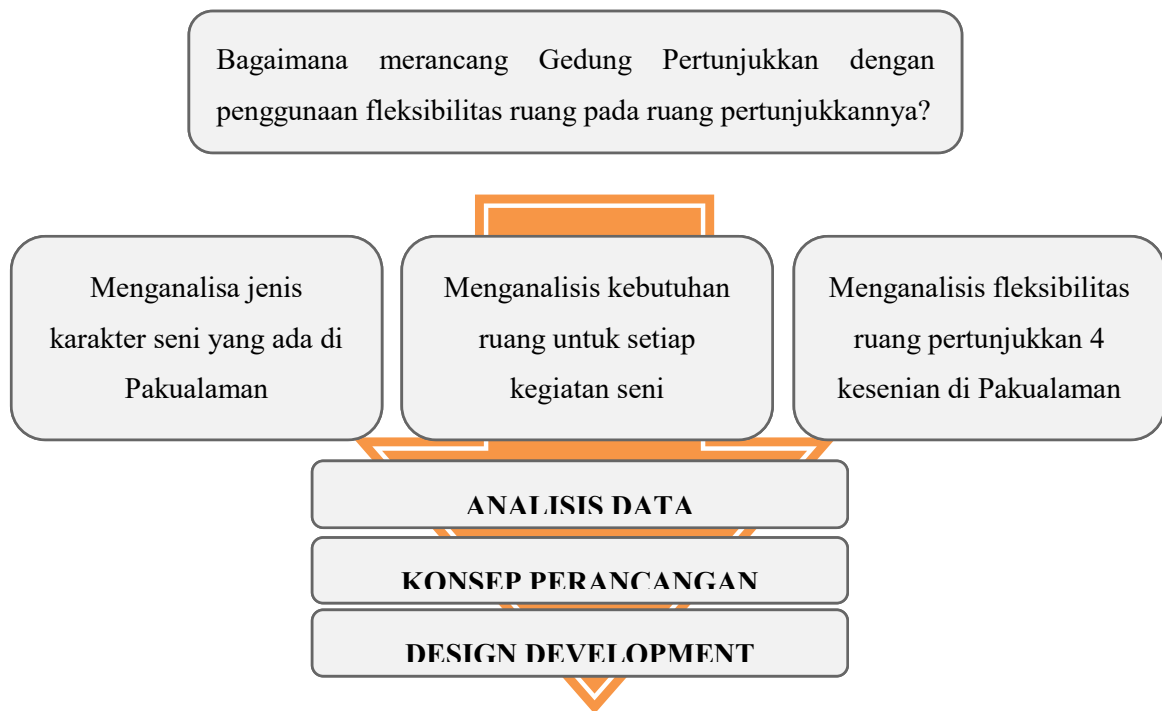 Bagaimana merancang Gedung Pertunjukkan dengan
penggunaan fleksibilitas ruang pada ruang pertunjukkannya?
Menganalisa jenis
karakter seni yang ada di
Pakualaman
Menganalisis kebutuhan
ruang untuk setiap
kegiatan seni
Menganalisis fleksibilitas
ruang pertunjukkan 4
kesenian di Pakualaman
ANALISIS DATA
KONSEP PERANCANGAN
DESIGN DEVELOPMENT